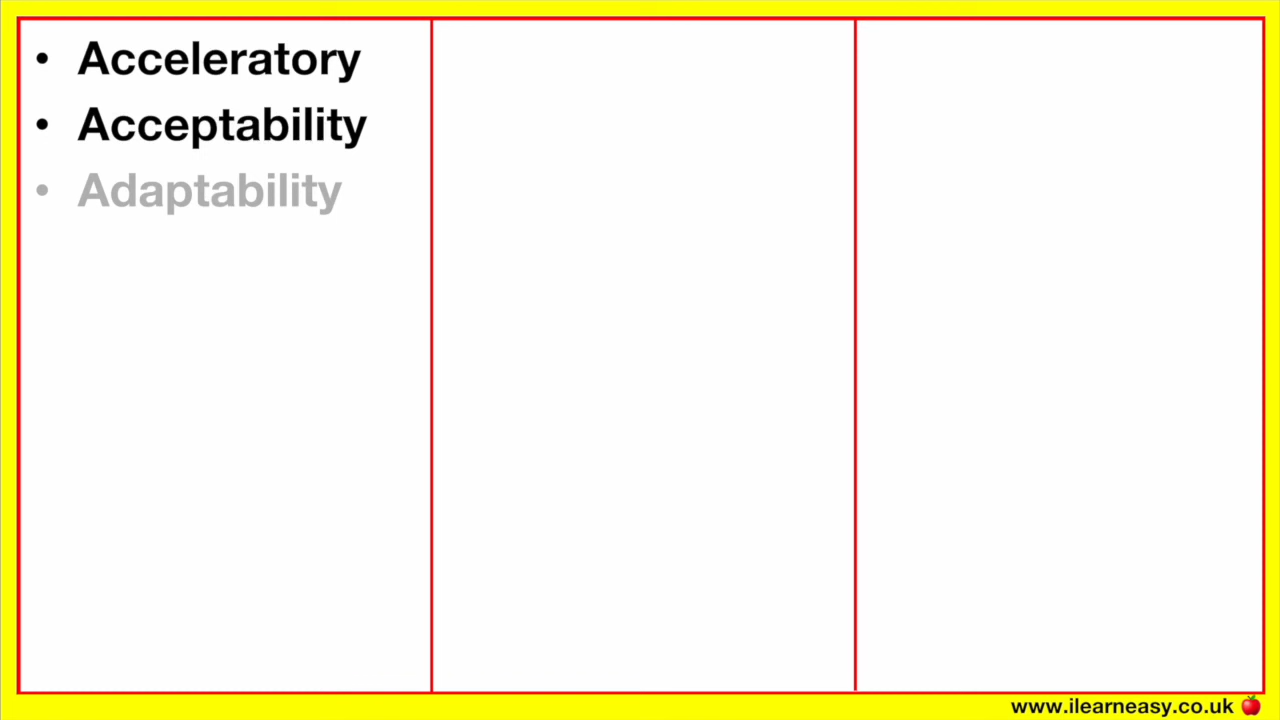 • Acceleratory
• Acceptability
• Adaptability
www.ilearneasy.co.uk